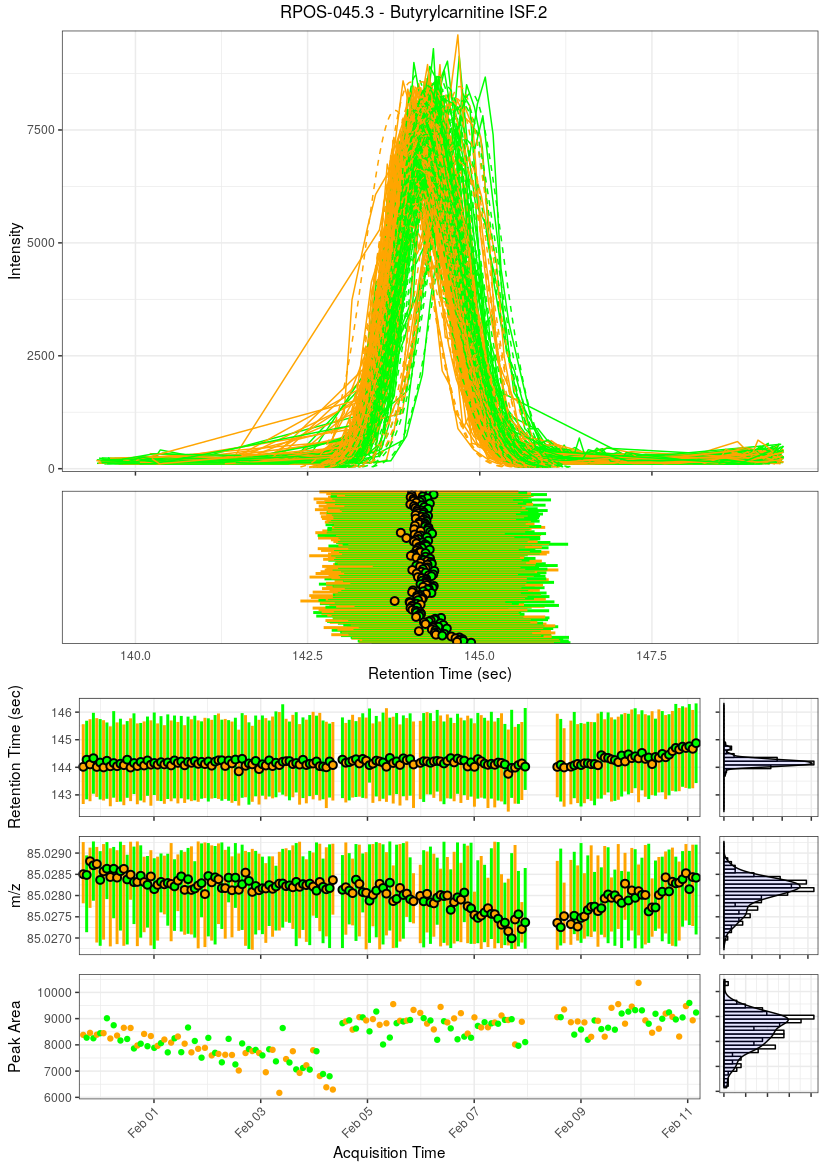 RPOS-045.3 - Butyrylcarnitine ISF.2
Intensity
7500
5000
2500
0
140.0 142.5 145.0 147.5
Retention Time (sec)
Retention Time (sec)
146
145
144
143
m/z
85.0290
85.0285
85.0280
85.0275
85.0270
Peak Area
10000
9000
8000
7000
6000
Feb 01 Feb 03 Feb 05 Feb 07 Feb 09 Feb 11
Acquisition Time